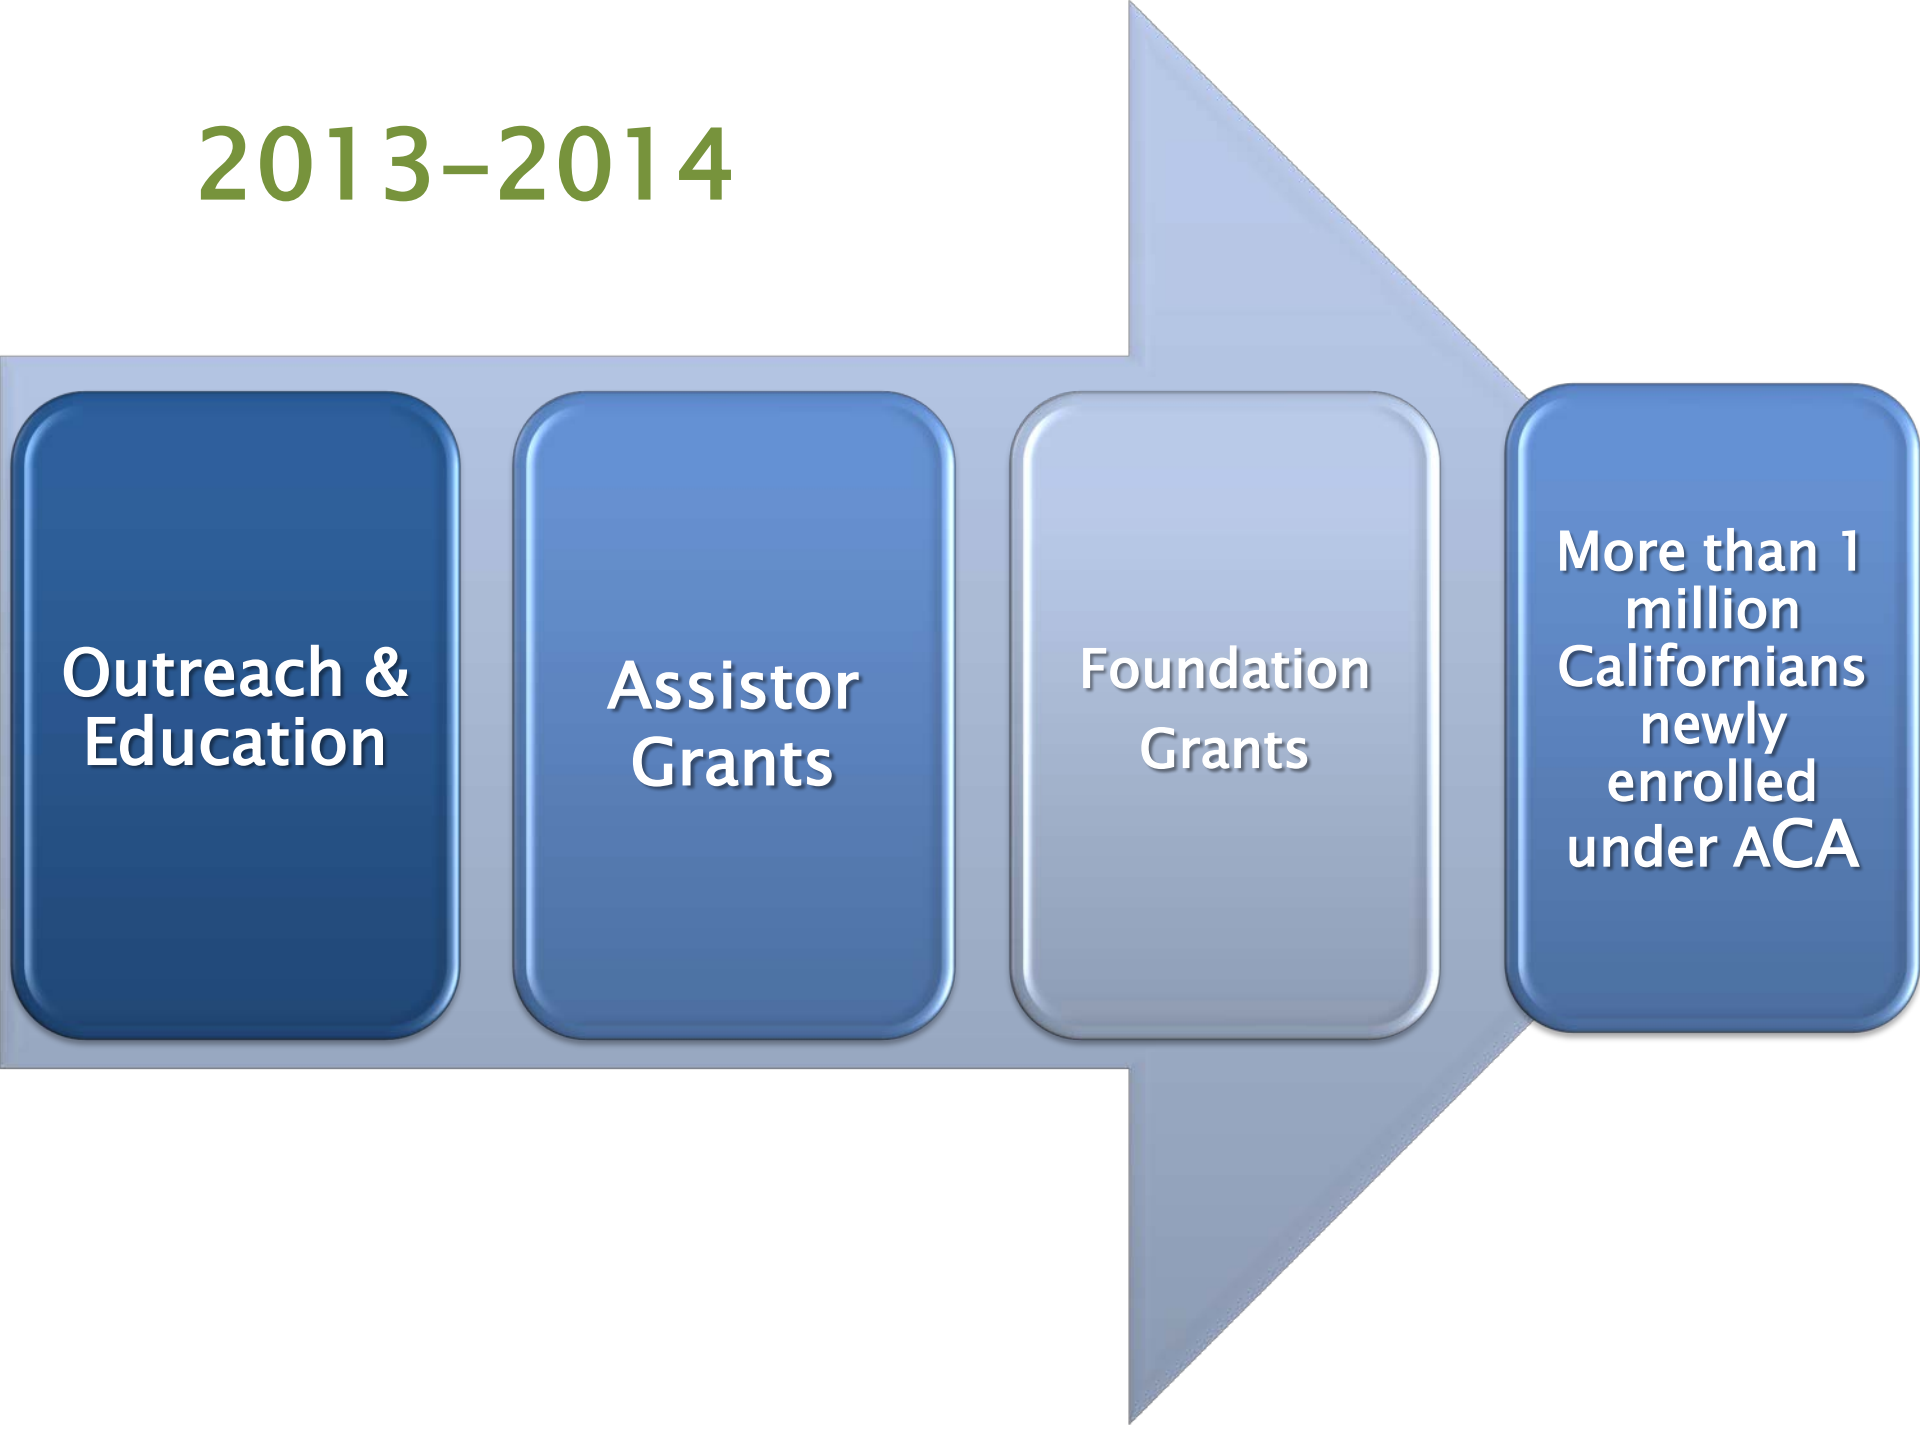 2013-2014
Outreach &
Education
Assistor
Grants
Foundation
Grants
More than 1
million
Californians
newly
enrolled
under ACA